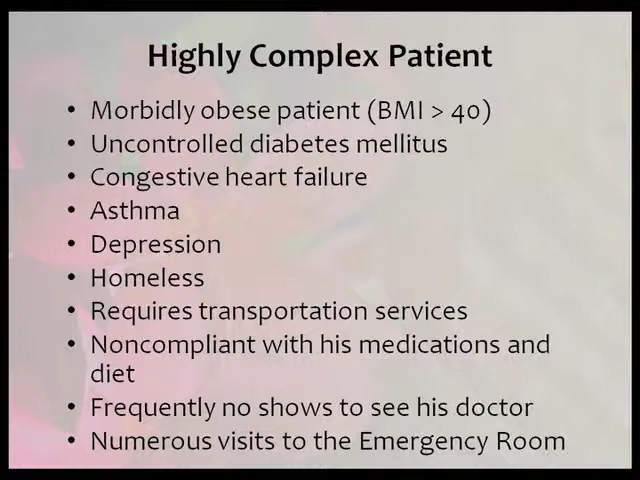 Highly Complex Patient
• Morbidly obese patient (BMI > 40)
• Uncontrolled diabetes mellitus
• Congestive heart failure
• Asthma
• Depression
• Homeless
• Requires transportation services
• Noncompliant with his medications and
diet
• Frequently no shows to see his doctor
• Numerous visits to the Emergency Room